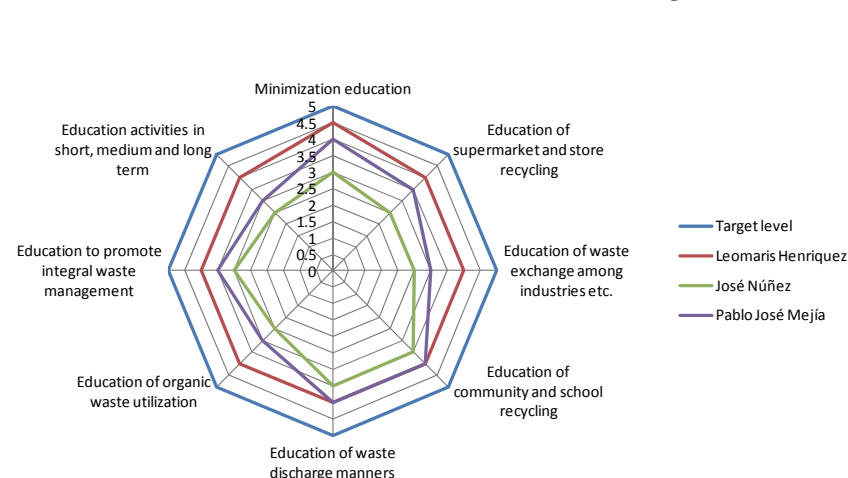 Minimization education
5
4.5
4
3.5
3
2.5
2
1.5
1
0.5
0
Education of
supermarket and store
recycling
Education of waste
exchange among
industries etc.
Education of
community and school
recycling
Education of waste
discharge manners
Education of organic
waste utilization
Education to promote
integral waste
management
Education activities in
short, medium and long
term
Target level
Leomaris Henriquez
José Núñez
Pablo José Mejía